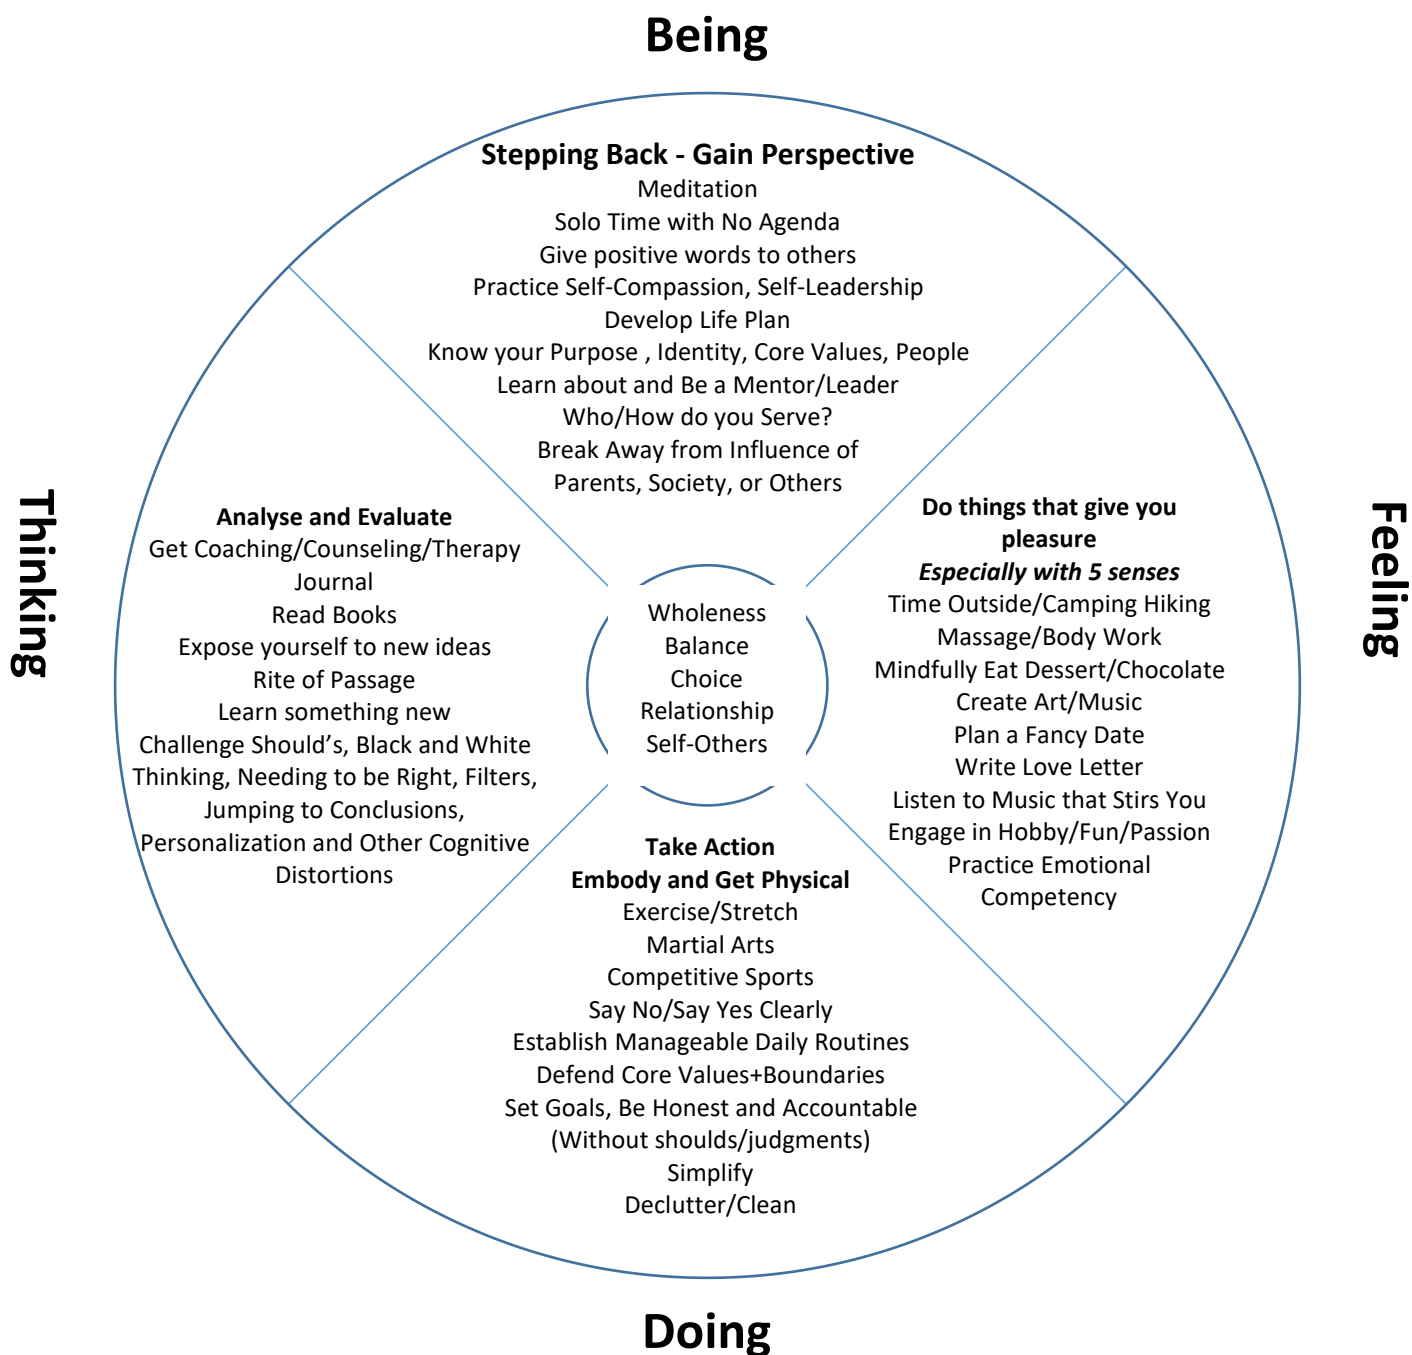 Being
Stepping Back - Gain Perspective
Meditation
Solo Time with No Agenda
Give positive words to others
Practice Self-Compassion, Self-Leadership
Develop Life Plan
Know your Purpose , Identity, Core Values, People
Learn about and Be a Mentor/Leader
Who/How do you Serve?
Break Away from Influence of
Parents, Society, or Others
Thinking
Analyse and Evaluate
Get Coaching/Counseling/Therapy
Journal
Read Books
Expose yourself to new ideas
Rite of Passage
Learn something new
Challenge Should’s, Black and White
Thinking, Needing to be Right, Filters,
Jumping to Conclusions,
Personalization and Other Cognitive
Distortions
Wholeness
Balance
Choice
Relationship
Self-Others
Feeling
Do things that give you
pleasure
Especially with 5 senses
Time Outside/Camping Hiking
Massage/Body Work
Mindfully Eat Dessert/Chocolate
Create Art/Music
Plan a Fancy Date
Write Love Letter
Listen to Music that Stirs You
Engage in Hobby/Fun/Passion
Practice Emotional
Competency
Take Action
Embody and Get Physical
Exercise/Stretch
Martial Arts
Competitive Sports
Say No/Say Yes Clearly
Establish Manageable Daily Routines
Defend Core Values+Boundaries
Set Goals, Be Honest and Accountable
(Without shoulds/judgments)
Simplify
Declutter/Clean
Doing